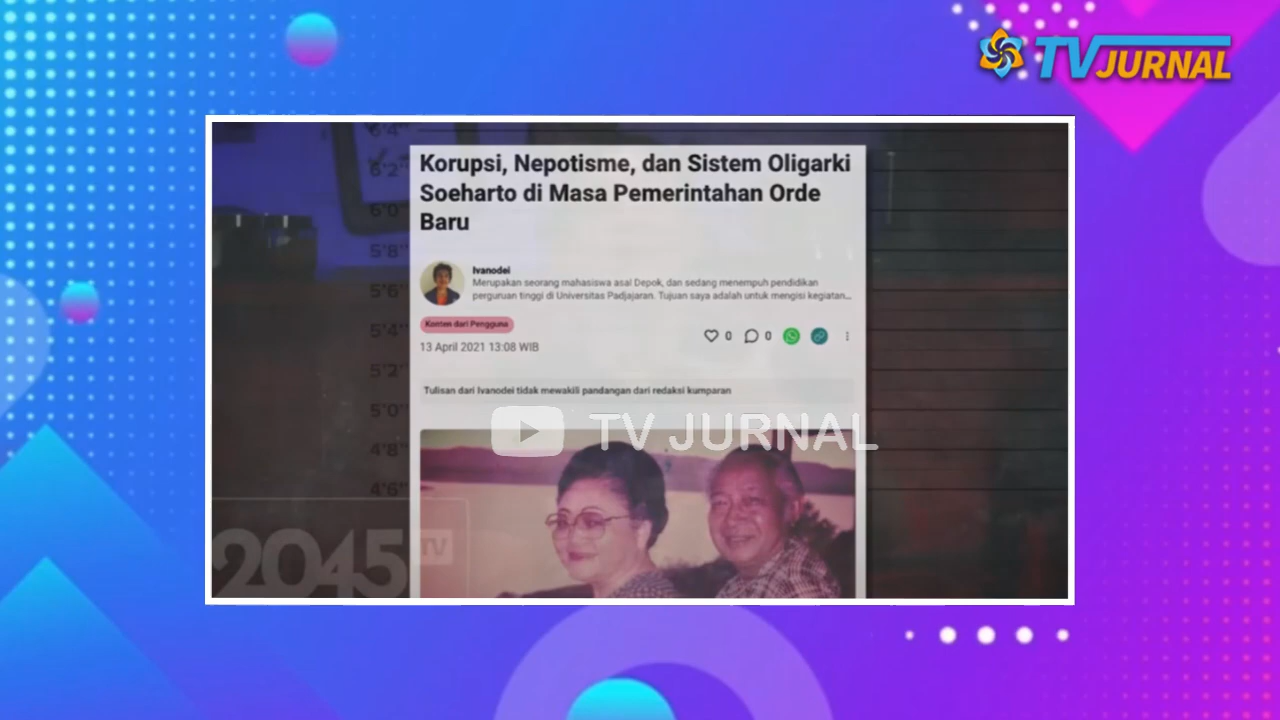 TV JURNAL
6'4"
6'2"
6'0"
5'8"
5'6"
5'4"
5'2"
5'0"
4'8"
4'6"
Korupsi, Nepotisme, dan Sistem Oligarki
Soeharto di Masa Pemerintahan Orde
Baru
Ivanodei
Merupakan seorang mahasiswa asal Depok, dan sedang menempuh pendidikan
perguruan tinggi di Universitas Padjajaran. Tujuan saya adalah untuk mengisi kegiatan...
Konten dari Pengguna
0 0
13 April 2021 13:08 WIB
Tulisan dari Ivanodei tidak mewakili pandangan dari redaksi kumparan
TV JURNAL
2045 TV